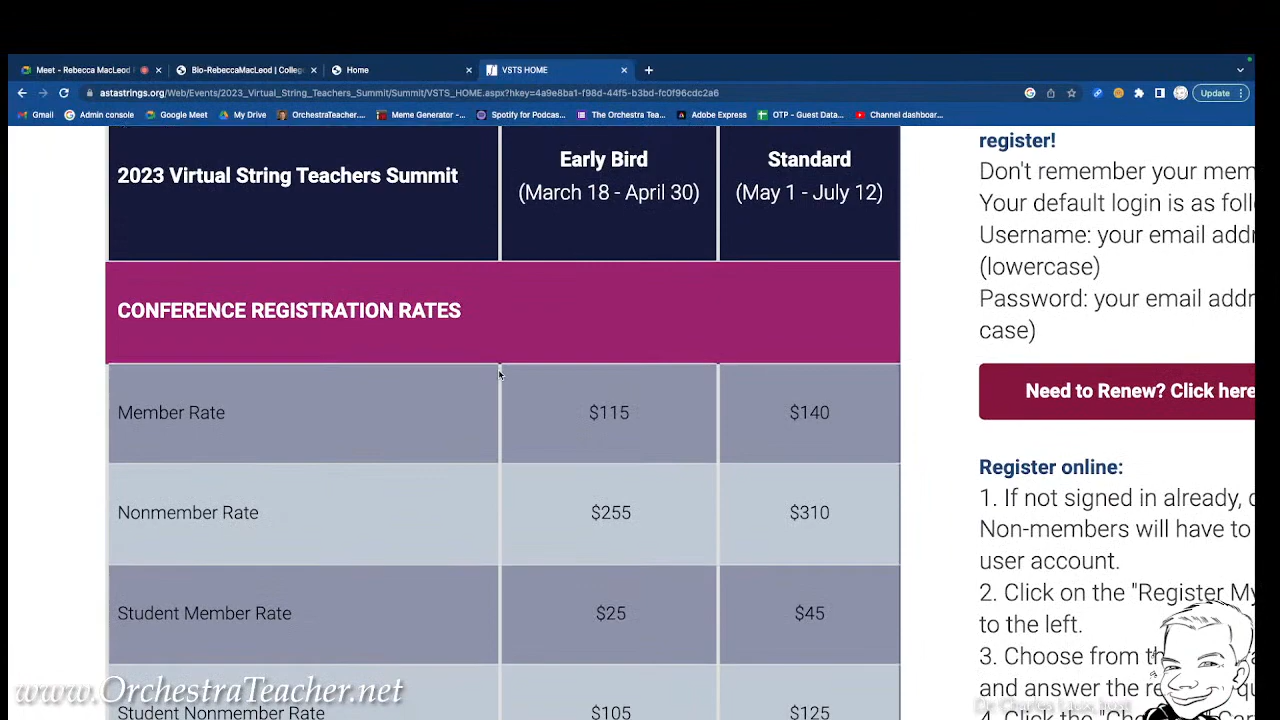 Meet - Rebecca MacLeod
Bio-RebeccaMacLeod | Colleg
Home
VSTS HOME
astastrings.org/Web/Events/2023_Virtual_String_Teachers_Summit/Summit/VSTS_HOME.aspx?hkey=4a9e8ba1-f98d-44f5-b3bd-fc0f96cdc2a6
Update
Gmail
Admin console
Google Meet
My Drive
OrchestraTeacher....
Meme Generator -...
Spotify for Podcas...
The Orchestra Tea...
Adobe Express
OTP - Guest Data...
Channel dashboar...
2023 Virtual String Teachers Summit
Early Bird
(March 18 - April 30)
Standard
(May 1 - July 12)
CONFERENCE REGISTRATION RATES
Member Rate $115 $140
Nonmember Rate $255 $310
Student Member Rate $25 $45
Student Nonmember Rate $105 $125
register!
Don't remember your mem
Your default login is as foll
Username: your email addr
(lowercase)
Password: your email addr
case)
Need to Renew? Click here
Register online:
1. If not signed in already, c
Non-members will have to
user account.
2. Click on the "Register My
to the left.
3. Choose from th
and answer the re
4. Click the "Che
www.OrchestraTeacher.net